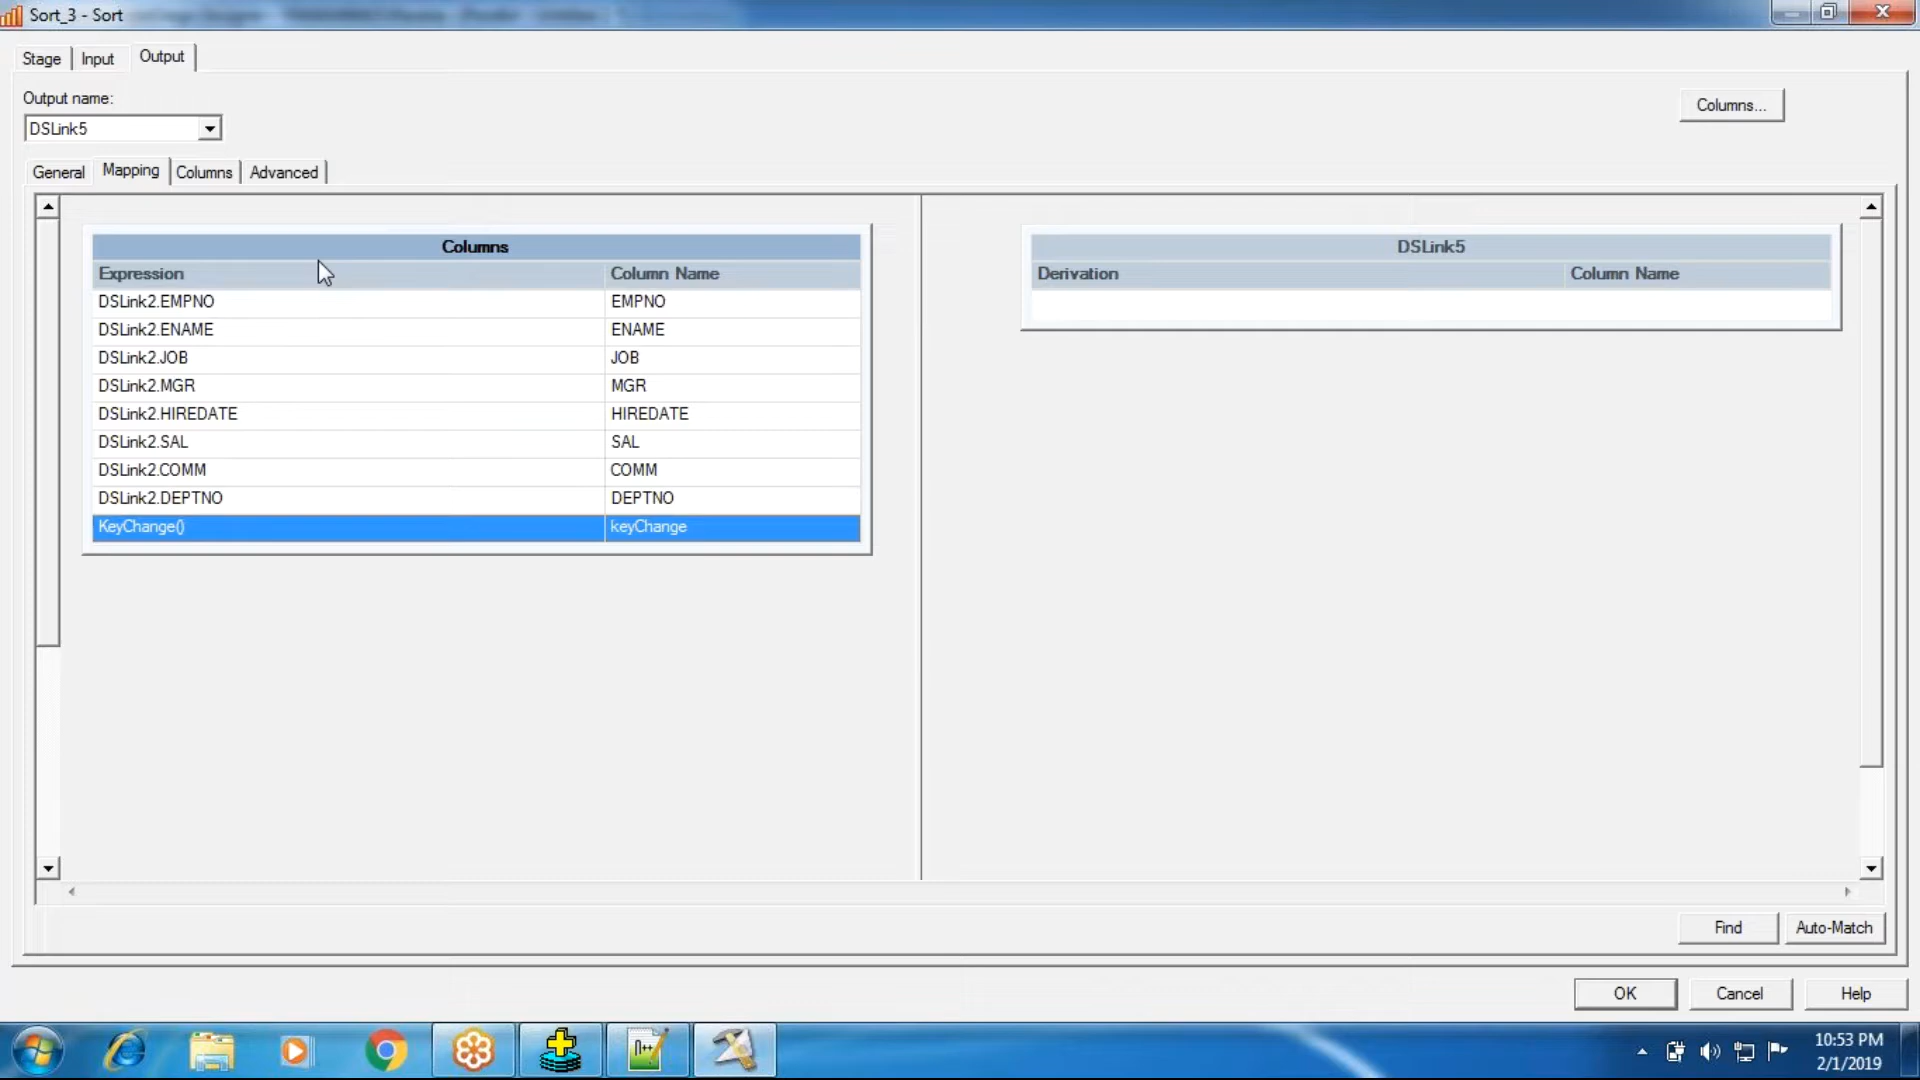 Sort_3 - Sort
Stage Input Output
Output name:
Columns...
DSLink5
General Mapping Columns Advanced
Columns
Expression Column Name
DSLink2.EMPNO EMPNO
DSLink2.ENAME ENAME
DSLink2.JOB JOB
DSLink2.MGR MGR
DSLink2.HIREDATE HIREDATE
DSLink2.SAL SAL
DSLink2.COMM COMM
DSLink2.DEPTNO DEPTNO
KeyChange() keyChange
DSLink5
Derivation Column Name
Find Auto-Match
OK Cancel Help
10:53 PM
2/1/2019